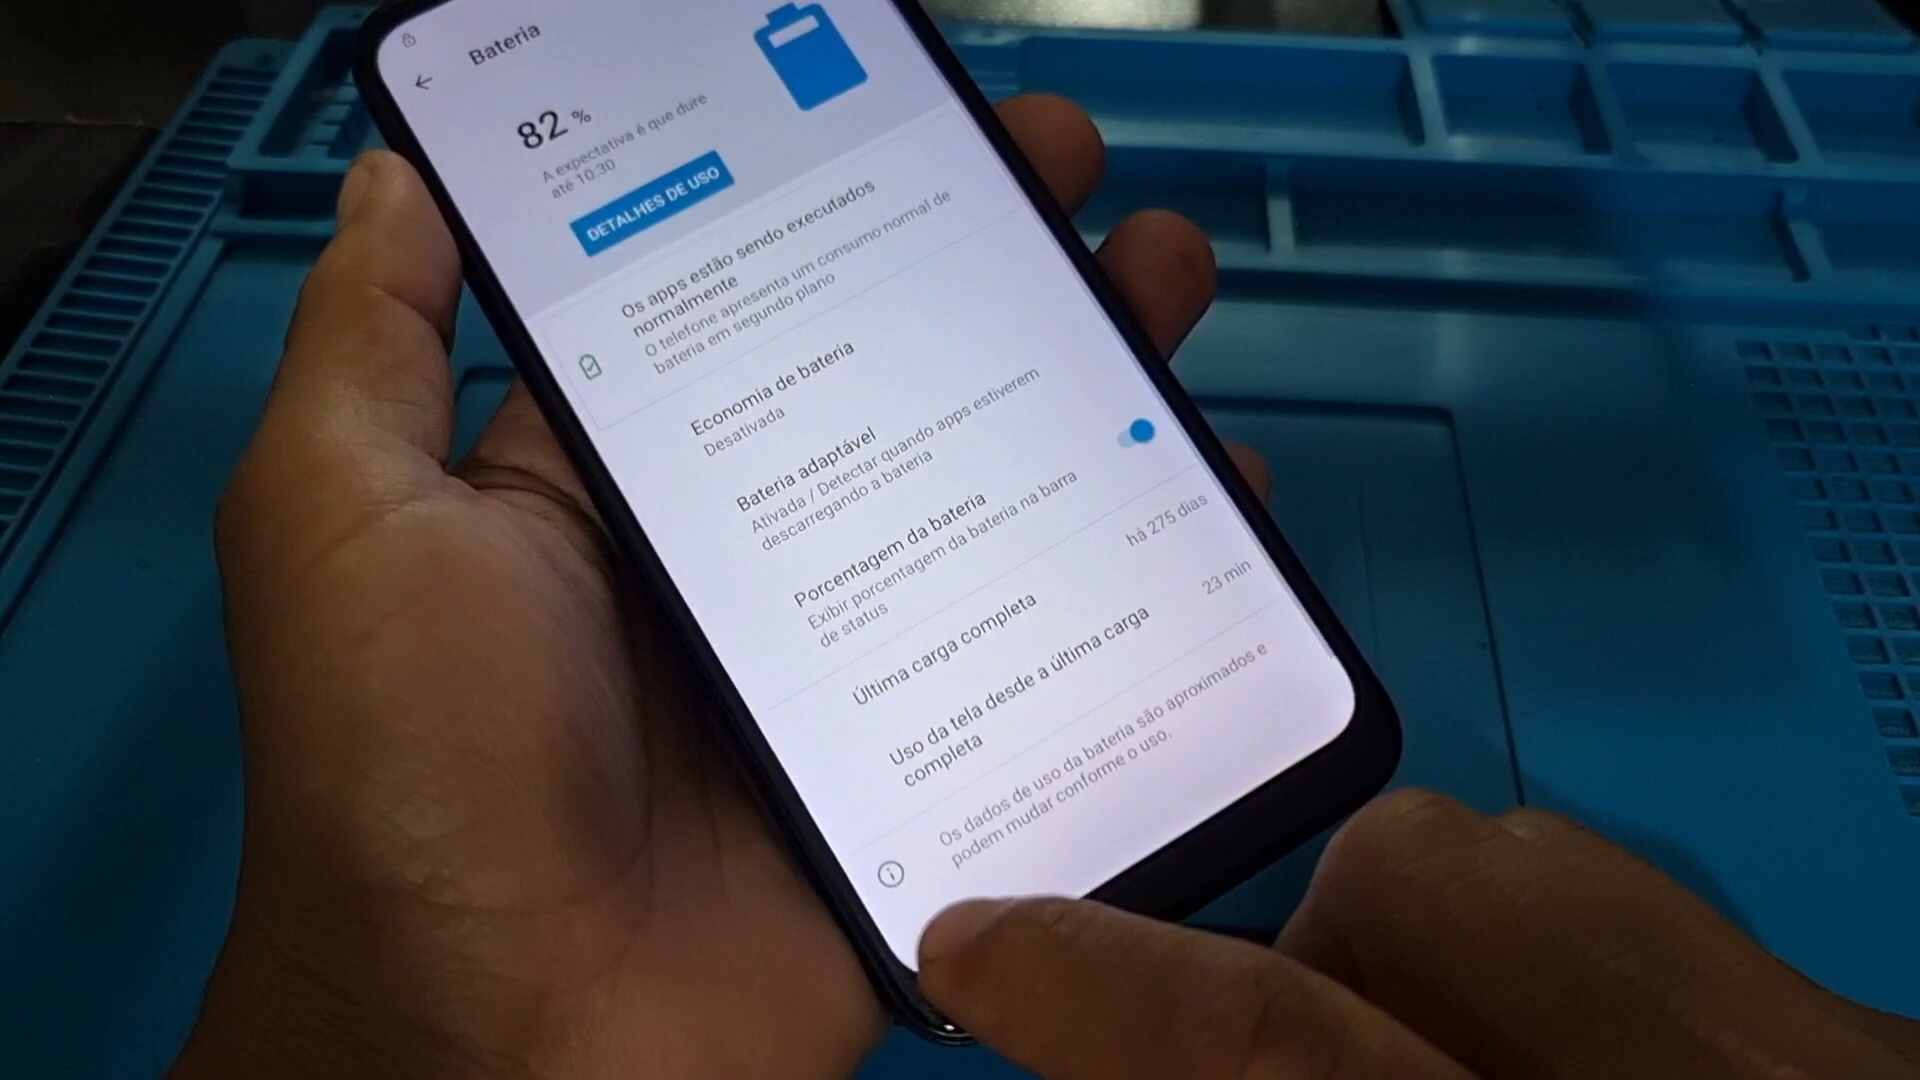 Bateria
82 %
A expectativa é que dure
até 10:30
DETALHES DE USO
Os apps estão sendo executados
normalmente
O telefone apresenta um consumo normal de
bateria em segundo plano
Economia de bateria
Desativada
Bateria adaptável
Ativada / Detectar quando apps estiverem
descarregando a bateria
Porcentagem da bateria
Exibir porcentagem da bateria na barra
de status
Última carga completa
há 275 dias
Uso da tela desde a última carga
completa
23 min
Os dados de uso da bateria são aproximados e
podem mudar conforme o uso.